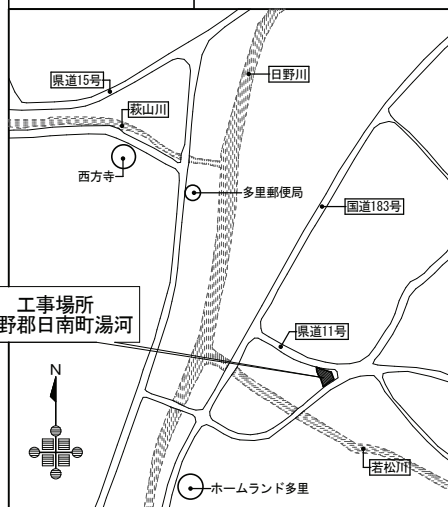 県道15号
日野川
萩山川
西方寺
多里郵便局
国道183号
工事場所
野郡日南町湯河
県道11号
N
若松川
ホームランド多里